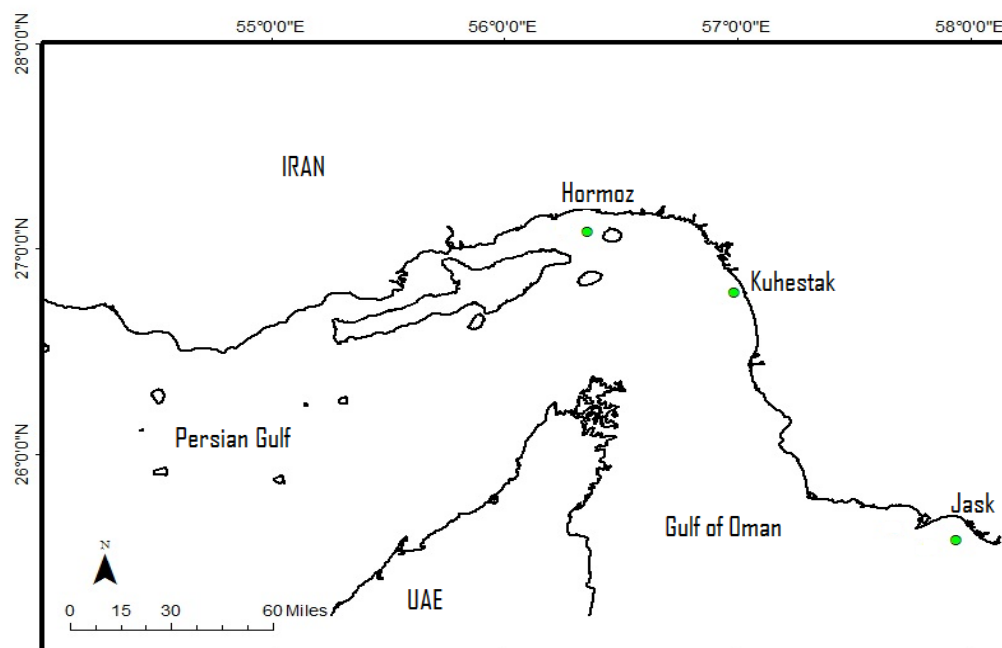 55°0'0"E 56°0'0"E 57°0'0"E 58°0'0"E
28°0'0"N
IRAN
Hormoz
27°0'0"N
Kuhestak
Persian Gulf
26°0'0"N
Jask
Gulf of Oman
N
UAE
0 15 30 60 Miles